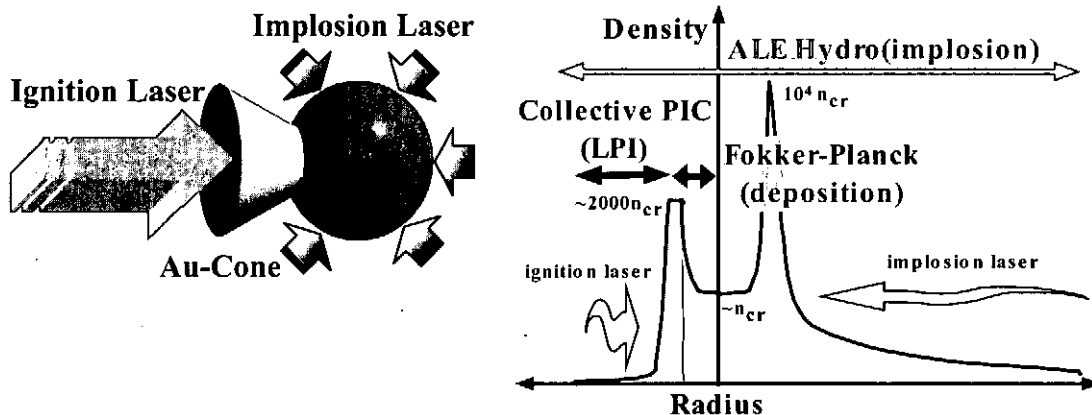 Implosion Laser
Ignition Laser
Au-Cone
Density
ALE Hydro(implosion)
10⁴ n_cr
Collective PIC
(LPI)
Fokker-Planck
(deposition)
~2000n_cr
ignition laser
implosion laser
~n_cr
Radius